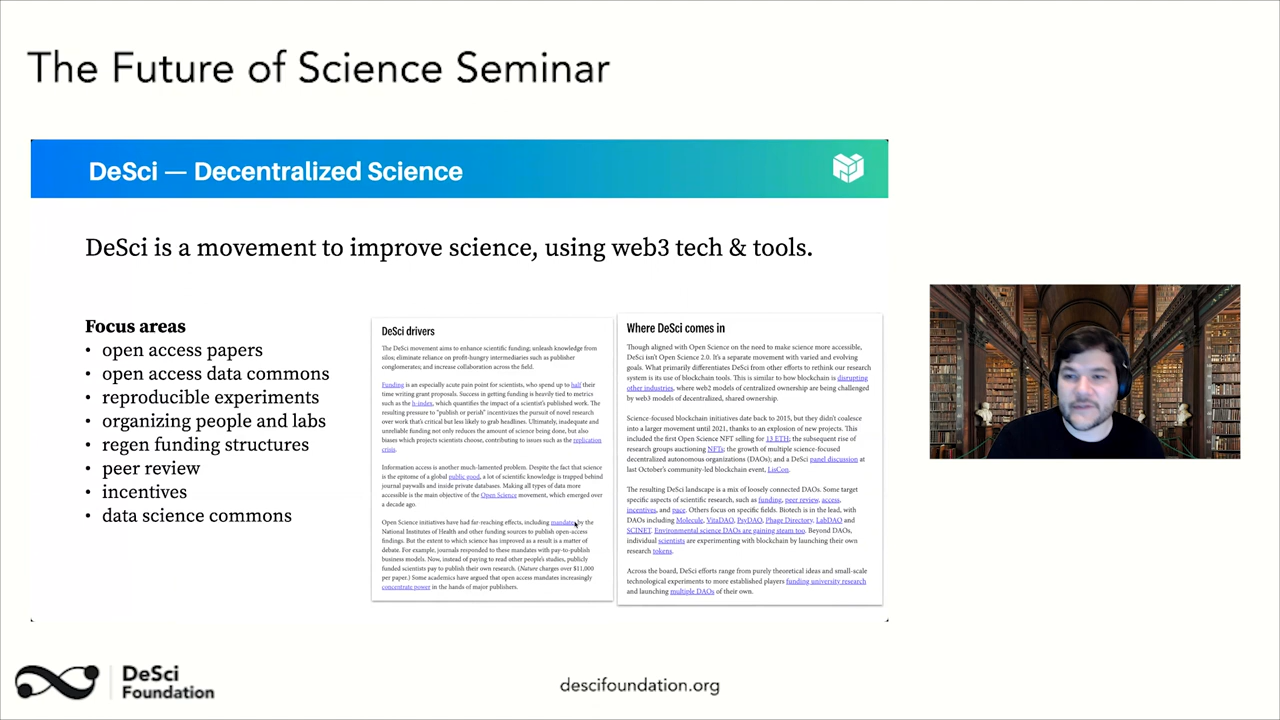 The Future of Science Seminar
DeSci — Decentralized Science
DeSci is a movement to improve science, using web3 tech & tools.
Focus areas
• open access papers
• open access data commons
• reproducible experiments
• organizing people and labs
• regen funding structures
• peer review
• incentives
• data science commons
DeSci drivers
The DeSci movement aims to enhance scientific funding; unleash knowledge from
silos; eliminate reliance on profit-hungry intermediaries such as publisher
conglomerates; and increase collaboration across the field.
Funding is an especially acute pain point for scientists, who spend up to half their
time writing grant proposals. Success in getting funding is heavily tied to metrics
such as the h-index, which quantifies the impact of a scientist's published work. The
resulting pressure to "publish or perish" incentivizes the pursuit of novel research
over work that's critical but less likely to grab headlines. Ultimately, inadequate and
unreliable funding not only reduces the amount of science being done, but also
biases which projects scientists choose, contributing to issues such as the replication
crisis.
Information access is another much-lamented problem. Despite the fact that science
is the epitome of a global public good, a lot of scientific knowledge is trapped behind
journal paywalls and inside private databases. Making all types of data more
accessible is the main objective of the Open Science movement, which emerged over
a decade ago.
Open Science initiatives have had far-reaching effects, including mandates by the
National Institutes of Health and other funding sources to publish open-access
findings. But the extent to which science has improved as a result is a matter of
debate. For example, journals responded to these mandates with pay-to-publish
business models. Now, instead of paying to read other people's studies, publicly
funded scientists pay to publish their own research. (Nature charges over $11,000
per paper.) Some academics have argued that open access mandates increasingly
concentrate power in the hands of major publishers.
Where DeSci comes in
Though aligned with Open Science on the need to make science more accessible,
DeSci isn't Open Science 2.0. It's a separate movement with varied and evolving
goals. What primarily differentiates DeSci from other efforts to rethink our research
system is its use of blockchain tools. This is similar to how blockchain is disrupting
other industries, where web2 models of centralized ownership are being challenged
by web3 models of decentralized, shared ownership.
Science-focused blockchain initiatives date back to 2015, but they didn't coalesce
into a larger movement until 2021, thanks to an explosion of new projects. This
included the first Open Science NFT selling for 13 ETH; the subsequent rise of
research groups auctioning NFTs; the growth of multiple science-focused
decentralized autonomous organizations (DAOs); and a DeSci panel discussion at
last October's community-led blockchain event, LisCon.
The resulting DeSci landscape is a mix of loosely connected DAOs. Some target
specific aspects of scientific research, such as funding, peer review, access,
incentives, and pace. Others focus on specific fields. Biotech is in the lead, with
DAOs including Molecule, VitaDAO, PsyDAO, Phage Directory, LabDAO and
SCINET. Environmental science DAOs are gaining steam too. Beyond DAOs,
individual scientists are experimenting with blockchain by launching their own
research tokens.
Across the board, DeSci efforts range from purely theoretical ideas and small-scale
technological experiments to more established players funding university research
and launching multiple DAOs of their own.
DeSci
Foundation
descifoundation.org